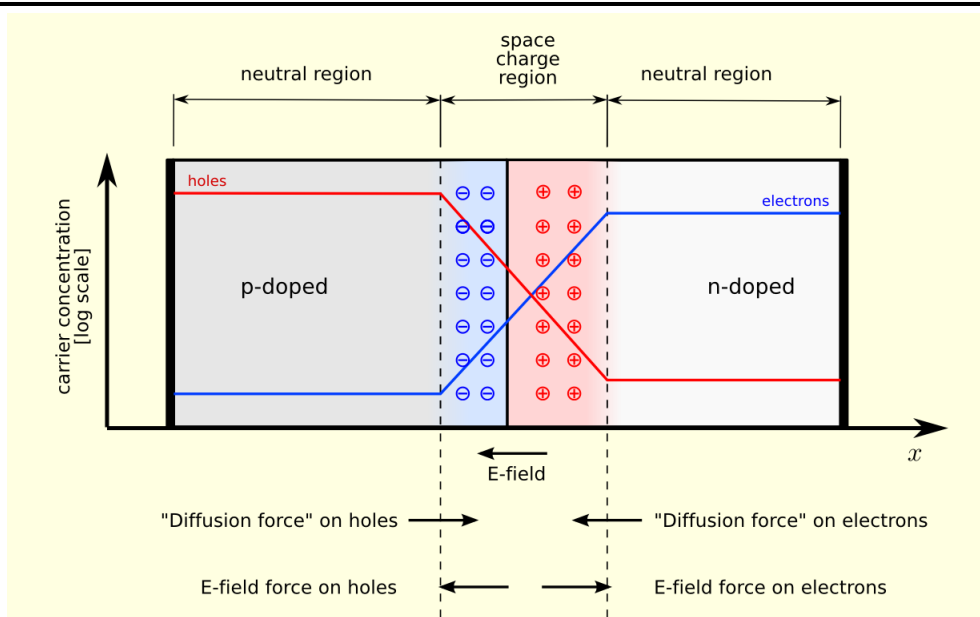 space
charge
region
neutral region
neutral region
holes
electrons
p-doped
n-doped
carrier concentration
[log scale]
x
E-field
"Diffusion force" on holes
"Diffusion force" on electrons
E-field force on holes
E-field force on electrons